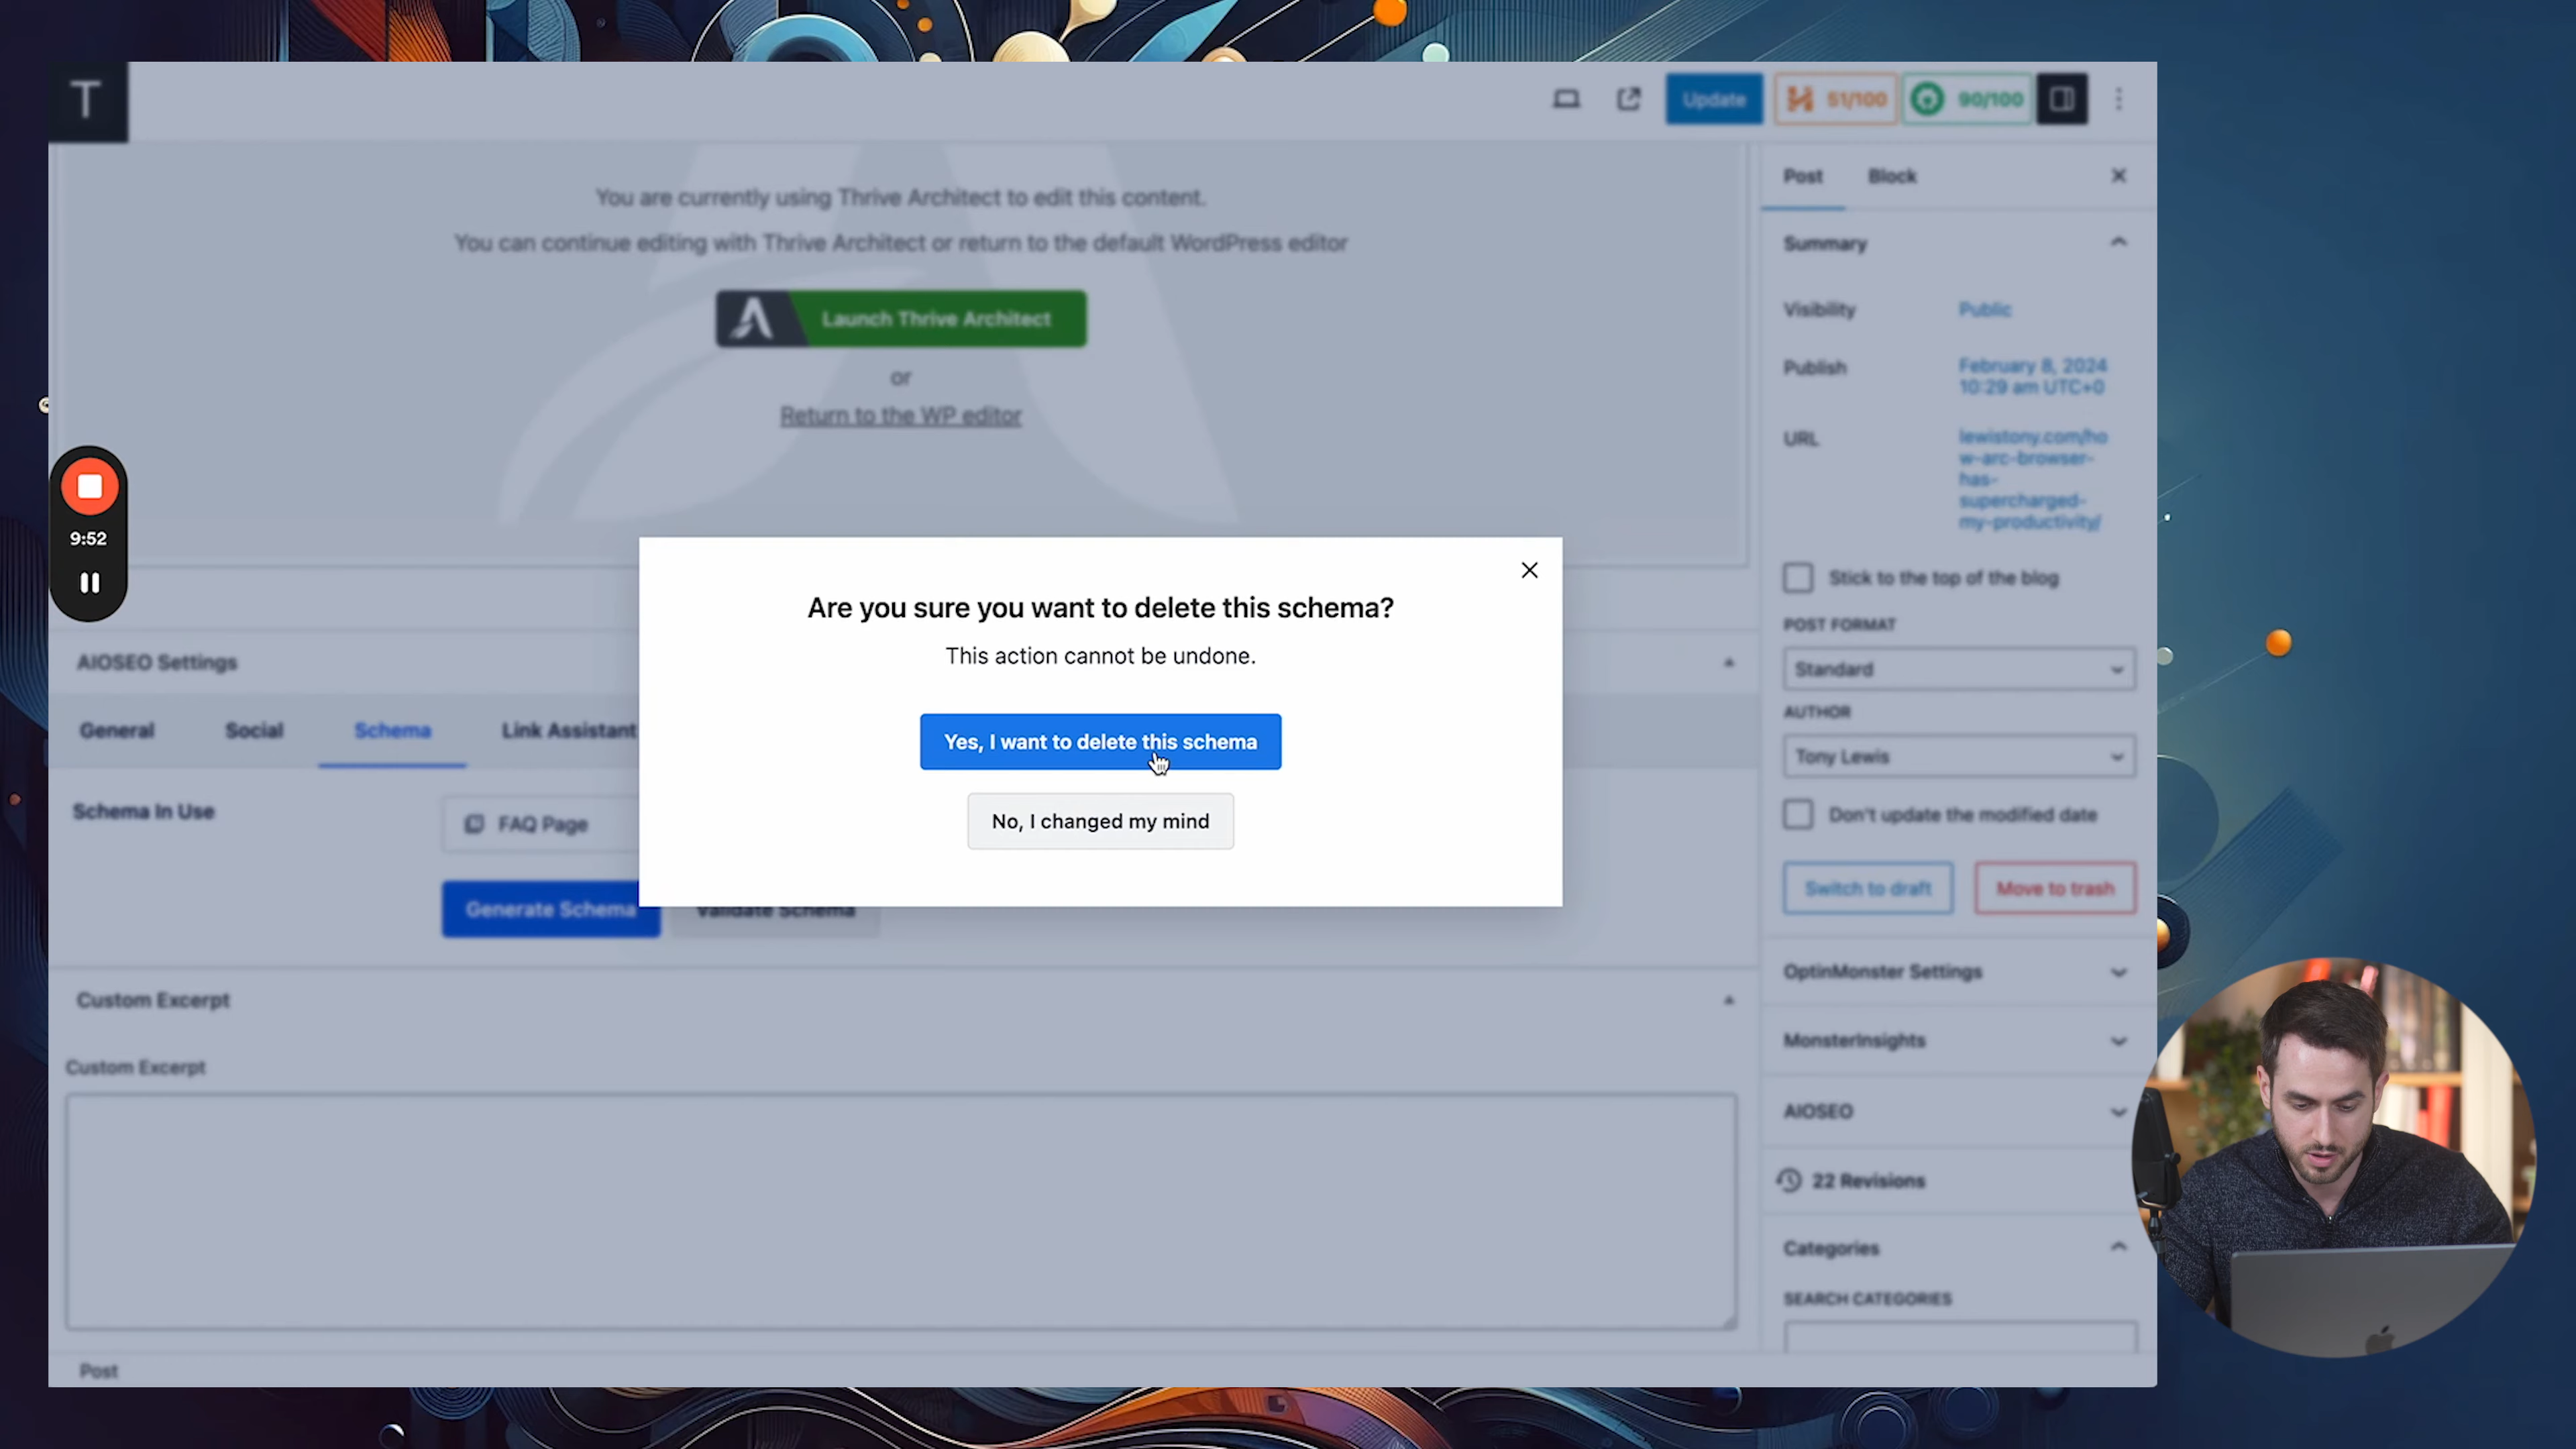 T
Update
51/100
90/100
You are currently using Thrive Architect to edit this content.
You can continue editing with Thrive Architect or return to the default WordPress editor
Launch Thrive Architect
or
Return to the WP editor
9:52
Are you sure you want to delete this schema?
This action cannot be undone.
Yes, I want to delete this schema
No, I changed my mind
AIOSEO Settings
General
Social
Schema
Link Assistant
Schema In Use
FAQ Page
Generate Schema
Validate Schema
Custom Excerpt
Custom Excerpt
Post
Post
Block
Summary
Visibility
Public
Publish
February 8, 2024
10:29 am UTC+0
URL
lewistony.com/ho
w-arc-browser-
has-
supercharged-
my-productivity/
Stick to the top of the blog
POST FORMAT
Standard
AUTHOR
Tony Lewis
Don't update the modified date
Switch to draft
Move to trash
OptinMonster Settings
MonsterInsights
AIOSEO
22 Revisions
Categories
SEARCH CATEGORIES